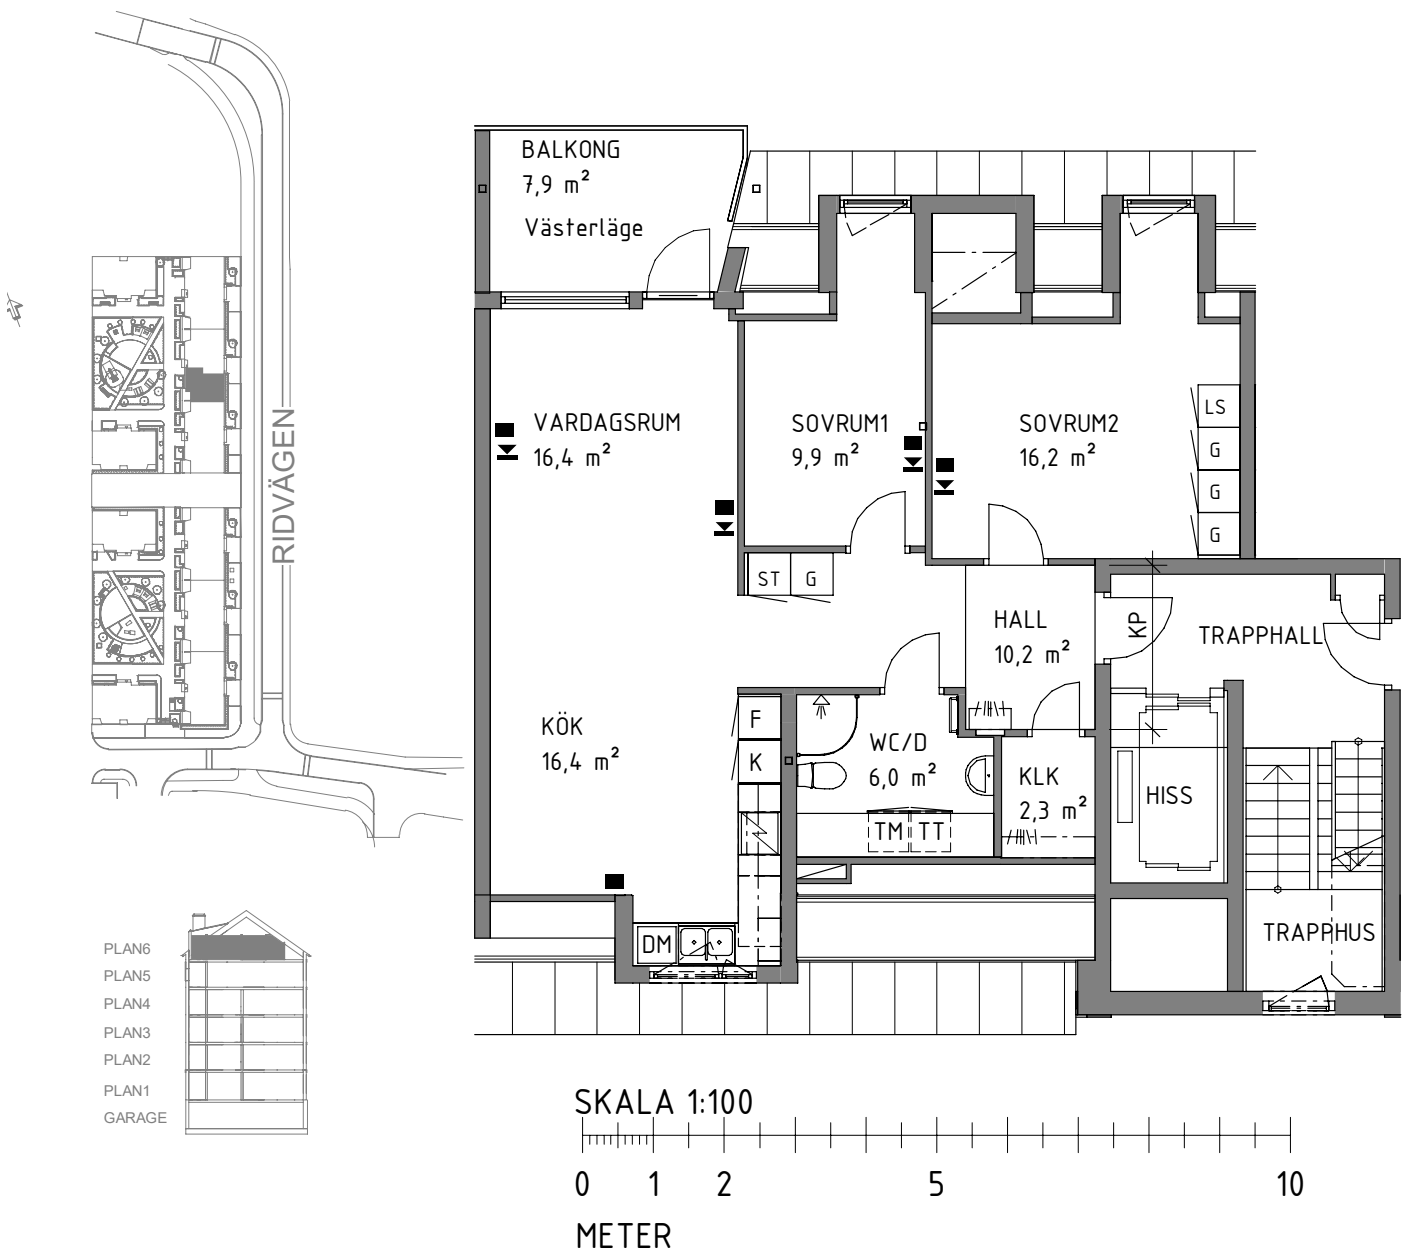 BALKONG
7,9 m²
Västerläge
VARDAGSRUM
16,4 m²
SOVRUM1
9,9 m²
SOVRUM2
16,2 m²
LS
G
G
G
ST
G
HALL
10,2 m²
KP
TRAPPHALL
KÖK
16,4 m²
F
K
WC/D
6,0 m²
TM
TT
KLK
2,3 m²
HISS
DM
TRAPPHUS
RIDVÄGEN
PLAN6
PLAN5
PLAN4
PLAN3
PLAN2
PLAN1
GARAGE
SKALA 1:100
0 1 2 5 10
METER